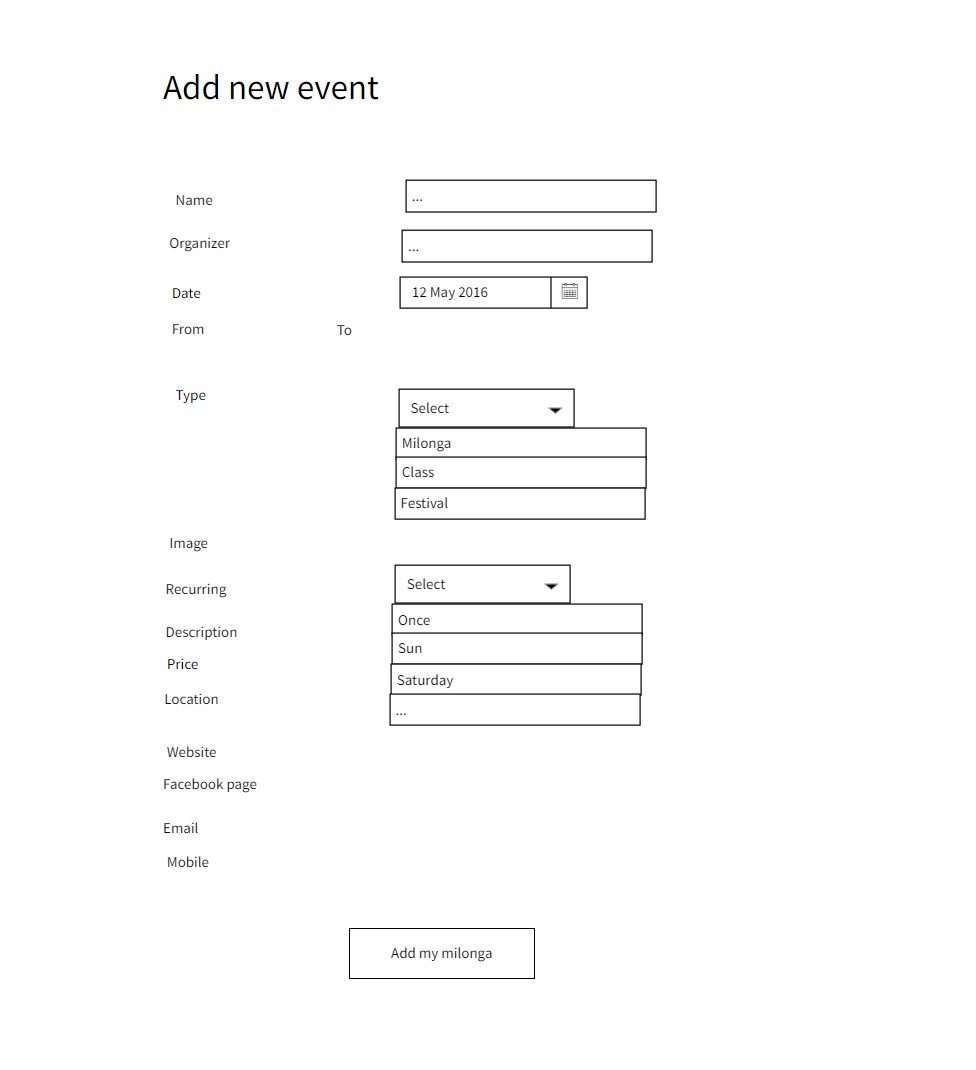 Add new event
Name ...
Organizer ...
Date 12 May 2016
From To
Type Select
Milonga
Class
Festival
Image
Recurring Select
Once
Description
Sun
Price
Saturday
Location
...
Website
Facebook page
Email
Mobile
Add my milonga